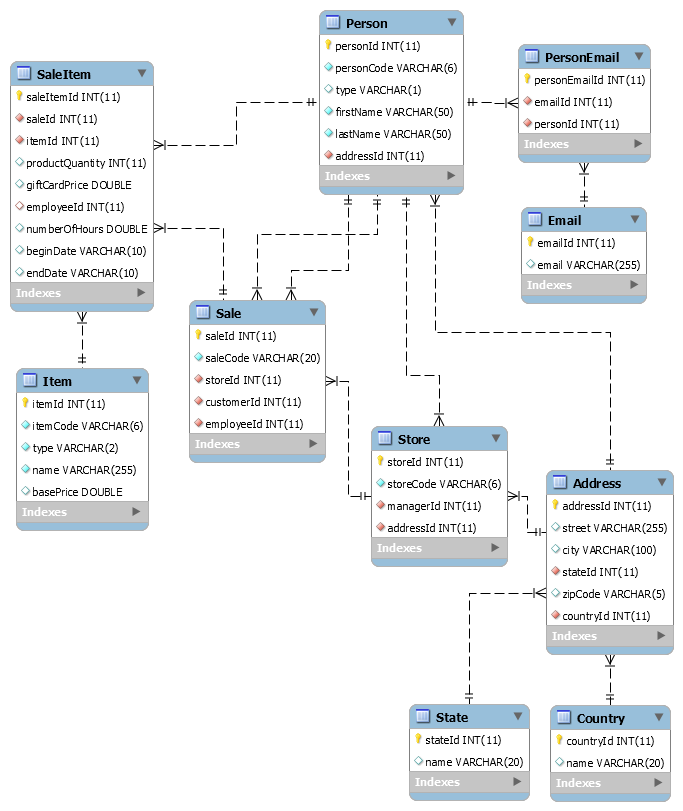 Person
personId INT(11)
personCode VARCHAR(6)
type VARCHAR(1)
firstName VARCHAR(50)
lastName VARCHAR(50)
addressId INT(11)
Indexes
PersonEmail
personEmailId INT(11)
emailId INT(11)
personId INT(11)
Indexes
SaleItem
saleItemId INT(11)
saleId INT(11)
itemId INT(11)
productQuantity INT(11)
giftCardPrice DOUBLE
employeeId INT(11)
numberOfHours DOUBLE
beginDate VARCHAR(10)
endDate VARCHAR(10)
Indexes
Email
emailId INT(11)
email VARCHAR(255)
Indexes
Sale
saleId INT(11)
saleCode VARCHAR(20)
storeId INT(11)
customerId INT(11)
employeeId INT(11)
Indexes
Item
itemId INT(11)
itemCode VARCHAR(6)
type VARCHAR(2)
name VARCHAR(255)
basePrice DOUBLE
Indexes
Store
storeId INT(11)
storeCode VARCHAR(6)
managerId INT(11)
addressId INT(11)
Indexes
Address
addressId INT(11)
street VARCHAR(255)
city VARCHAR(100)
stateId INT(11)
zipCode VARCHAR(5)
countryId INT(11)
Indexes
State
stateId INT(11)
name VARCHAR(20)
Indexes
Country
countryId INT(11)
name VARCHAR(20)
Indexes